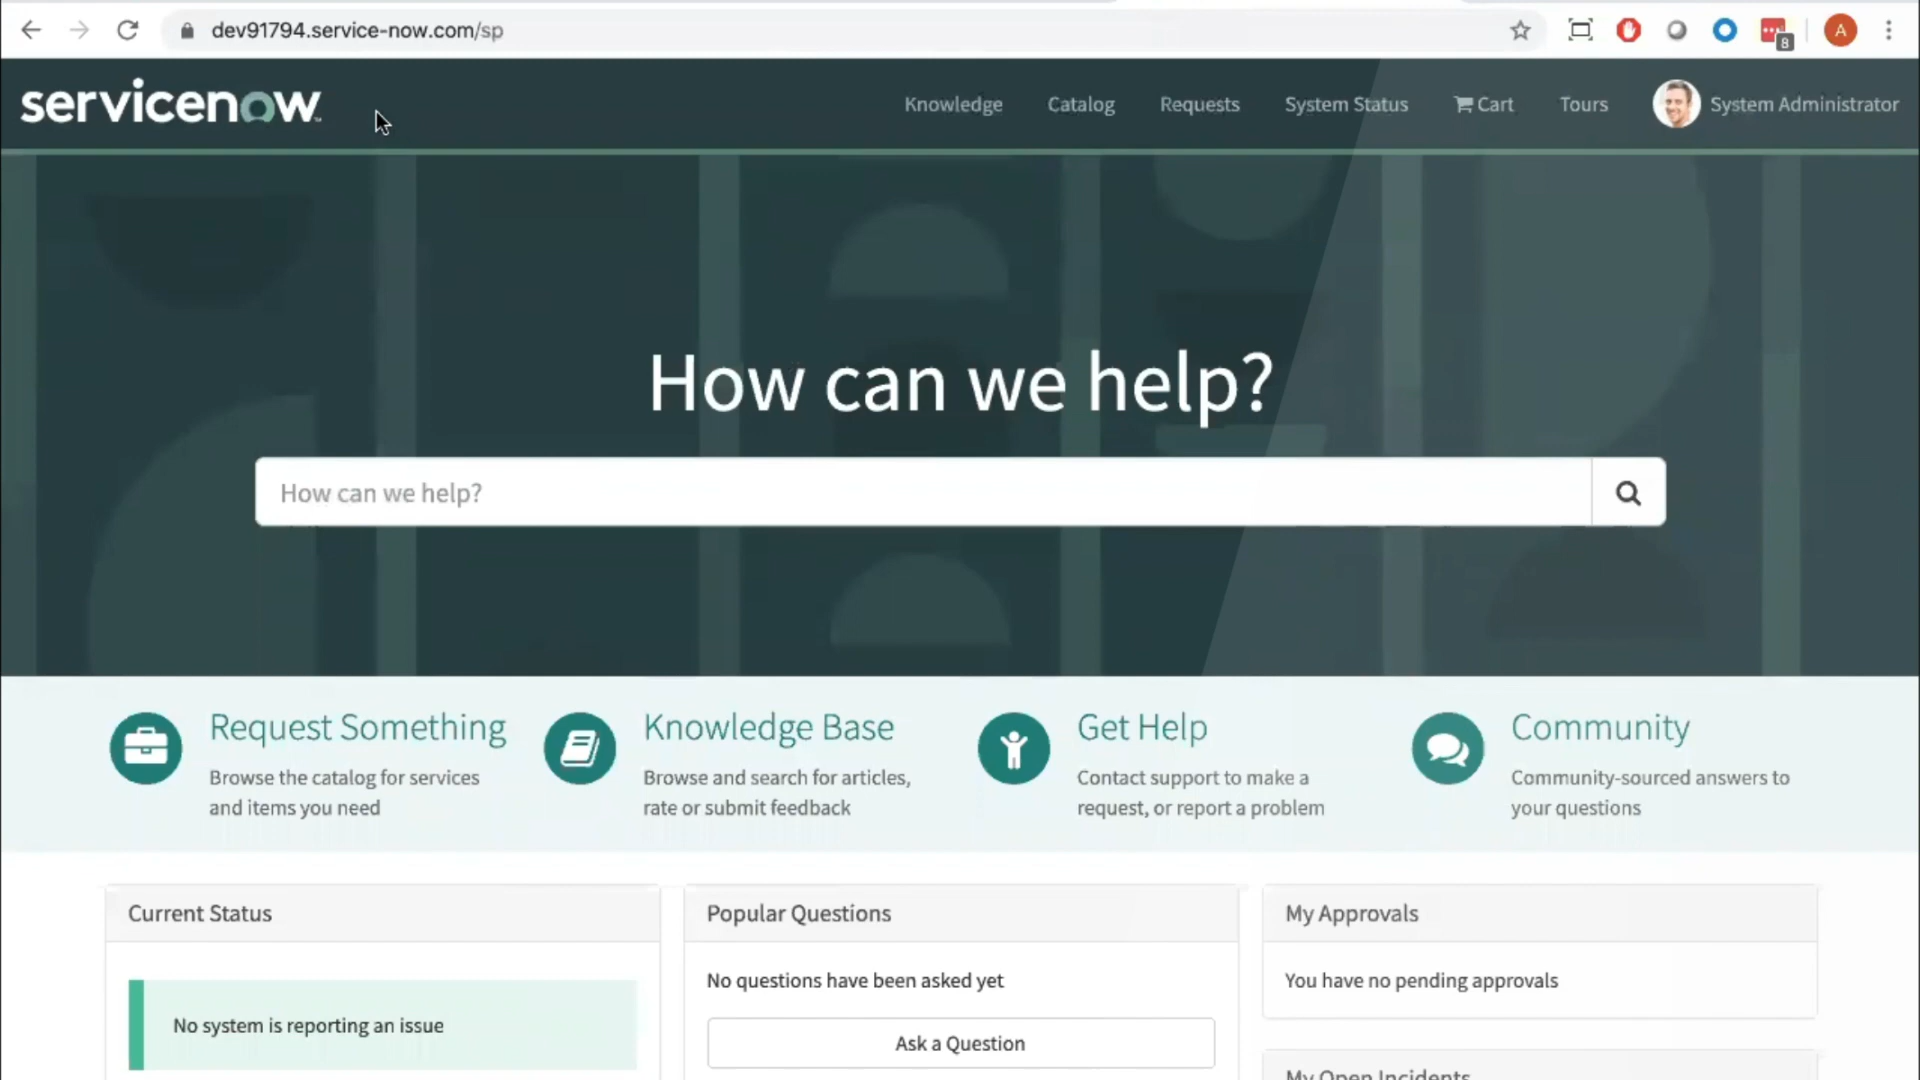 dev91794.service-now.com/sp
8
A
servicenow
Knowledge
Catalog
Requests
System Status
Cart
Tours
System Administrator
How can we help?
How can we help?
Request Something
Browse the catalog for services
and items you need
Knowledge Base
Browse and search for articles,
rate or submit feedback
Get Help
Contact support to make a
request, or report a problem
Community
Community-sourced answers to
your questions
Current Status
No system is reporting an issue
Popular Questions
No questions have been asked yet
Ask a Question
My Approvals
You have no pending approvals
My Open Incidents